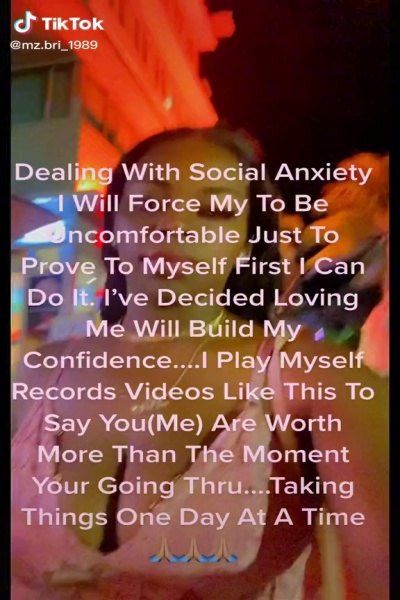 TikTok
@mz.bri_1989
Dealing With Social Anxiety
I Will Force My To Be
Uncomfortable Just To
Prove To Myself First I Can
Do It. I've Decided Loving
Me Will Build My
Confidence....I Play Myself
Records Videos Like This To
Say You(Me) Are Worth
More Than The Moment
Your Going Thru....Taking
Things One Day At A Time
🙏🏽🙏🏽🙏🏽